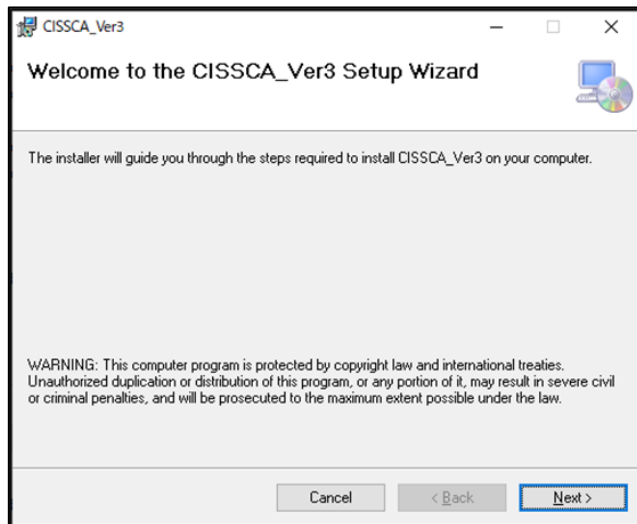 CISSCA_Ver3
Welcome to the CISSCA_Ver3 Setup Wizard
The installer will guide you through the steps required to install CISSCA_Ver3 on your computer.
WARNING: This computer program is protected by copyright law and international treaties.
Unauthorized duplication or distribution of this program, or any portion of it, may result in severe civil
or criminal penalties, and will be prosecuted to the maximum extent possible under the law.
Cancel
< Back
Next >